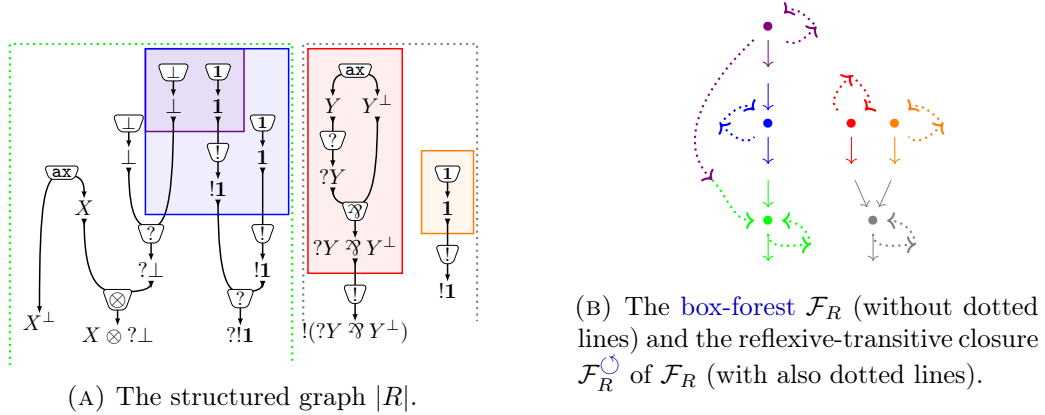 ⊥ 1 ax
⊥ 1 Y Y^⊥
⊥ 1 ?
⊥ ! 1 ?Y 1
ax !1 1
X ? ! ⅋ ?Y ⅋ Y^⊥ !
?⊥ !1 !1
X^⊥ ⊗ ? !
X ⊗ ?⊥ ?!1 !(?Y ⅋ Y^⊥)
(A) The structured graph |R|.
(B) The box-forest ℱ_R (without dotted
lines) and the reflexive-transitive closure
ℱ_R^↺ of ℱ_R (with also dotted lines).